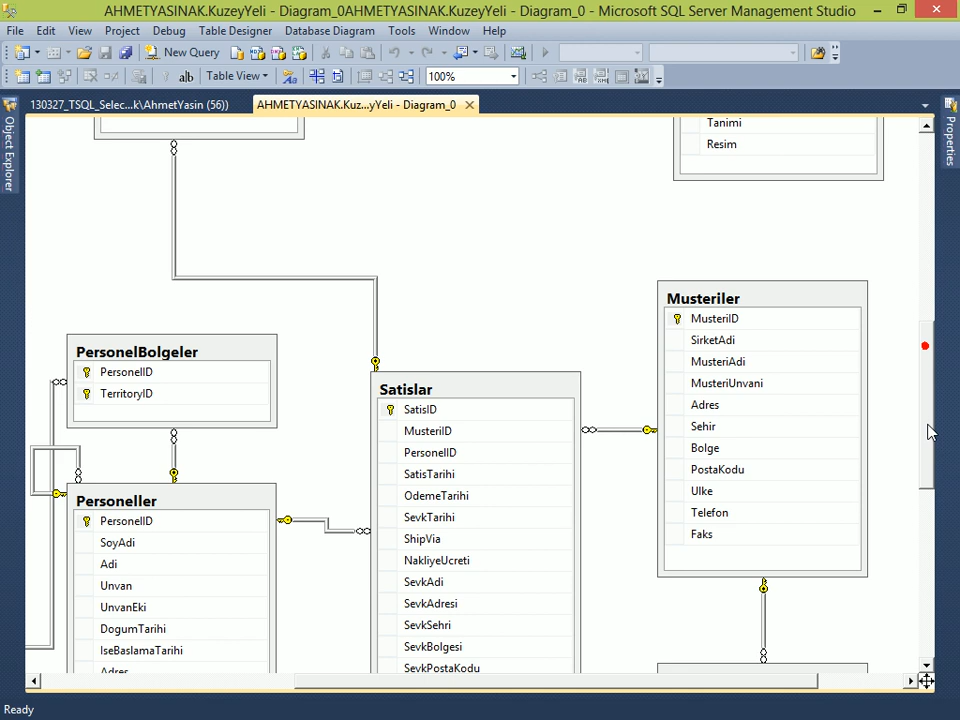 AHMETYASINAK.KuzeyYeli - Diagram_0AHMETYASINAK.KuzeyYeli - Diagram_0 - Microsoft SQL Server Management Studio
File Edit View Project Debug Table Designer Database Diagram Tools Window Help
New Query
Table View 100%
130327_TSQL_Selec...k\AhmetYasin (56))
AHMETYASINAK.Kuz...yYeli - Diagram_0
Object Explorer
Properties
Tanimi
Resim
PersonelBolgeler
PersonelID
TerritoryID
Personeller
PersonelID
SoyAdi
Adi
Unvan
UnvanEki
DogumTarihi
IseBaslamaTarihi
Adres
Satislar
SatisID
MusteriID
PersonelID
SatisTarihi
OdemeTarihi
SevkTarihi
ShipVia
NakliyeUcreti
SevkAdi
SevkAdresi
SevkSehri
SevkBolgesi
SevkPostaKodu
Musteriler
MusteriID
SirketAdi
MusteriAdi
MusteriUnvani
Adres
Sehir
Bolge
PostaKodu
Ulke
Telefon
Faks
Ready